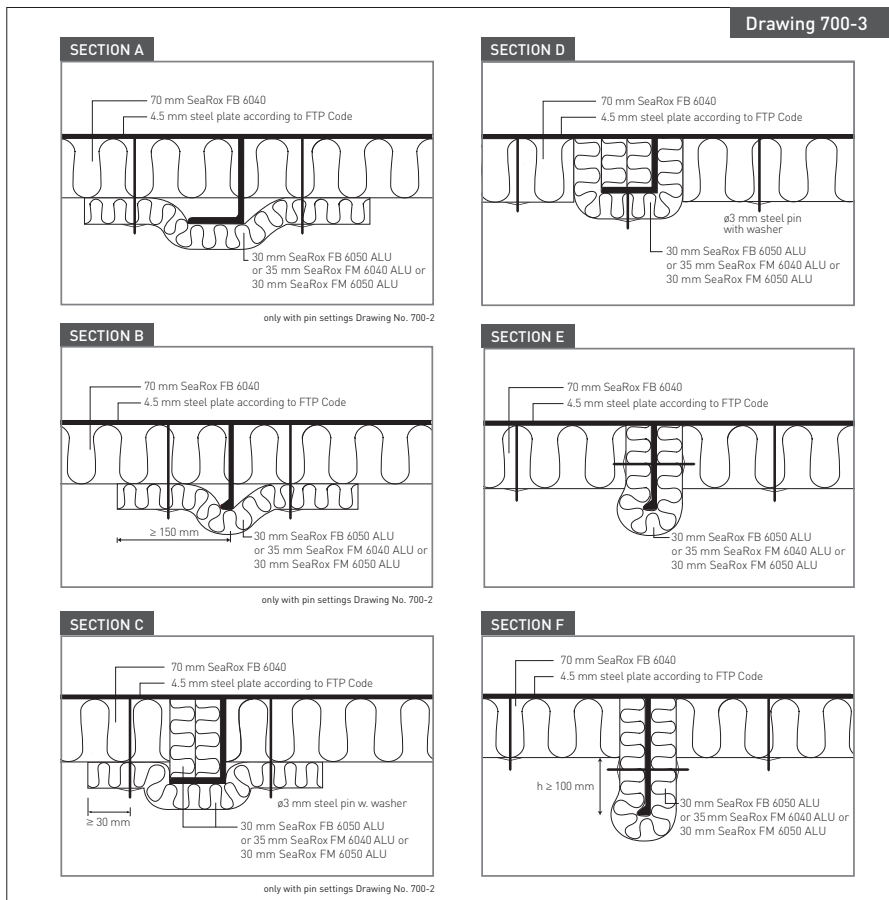 Drawing 700-3
SECTION A
70 mm SeaRox FB 6040
4.5 mm steel plate according to FTP Code
30 mm SeaRox FB 6050 ALU
or 35 mm SeaRox FM 6040 ALU or
30 mm SeaRox FM 6050 ALU
only with pin settings Drawing No. 700-2
SECTION B
70 mm SeaRox FB 6040
4.5 mm steel plate according to FTP Code
≥ 150 mm
30 mm SeaRox FB 6050 ALU
or 35 mm SeaRox FM 6040 ALU or
30 mm SeaRox FM 6050 ALU
only with pin settings Drawing No. 700-2
SECTION C
70 mm SeaRox FB 6040
4.5 mm steel plate according to FTP Code
ø3 mm steel pin w. washer
≥ 30 mm
30 mm SeaRox FB 6050 ALU
or 35 mm SeaRox FM 6040 ALU or
30 mm SeaRox FM 6050 ALU
only with pin settings Drawing No. 700-2
SECTION D
70 mm SeaRox FB 6040
4.5 mm steel plate according to FTP Code
ø3 mm steel pin
with washer
30 mm SeaRox FB 6050 ALU
or 35 mm SeaRox FM 6040 ALU or
30 mm SeaRox FM 6050 ALU
SECTION E
70 mm SeaRox FB 6040
4.5 mm steel plate according to FTP Code
30 mm SeaRox FB 6050 ALU
or 35 mm SeaRox FM 6040 ALU or
30 mm SeaRox FM 6050 ALU
SECTION F
70 mm SeaRox FB 6040
4.5 mm steel plate according to FTP Code
h ≥ 100 mm
30 mm SeaRox FB 6050 ALU
or 35 mm SeaRox FM 6040 ALU or
30 mm SeaRox FM 6050 ALU